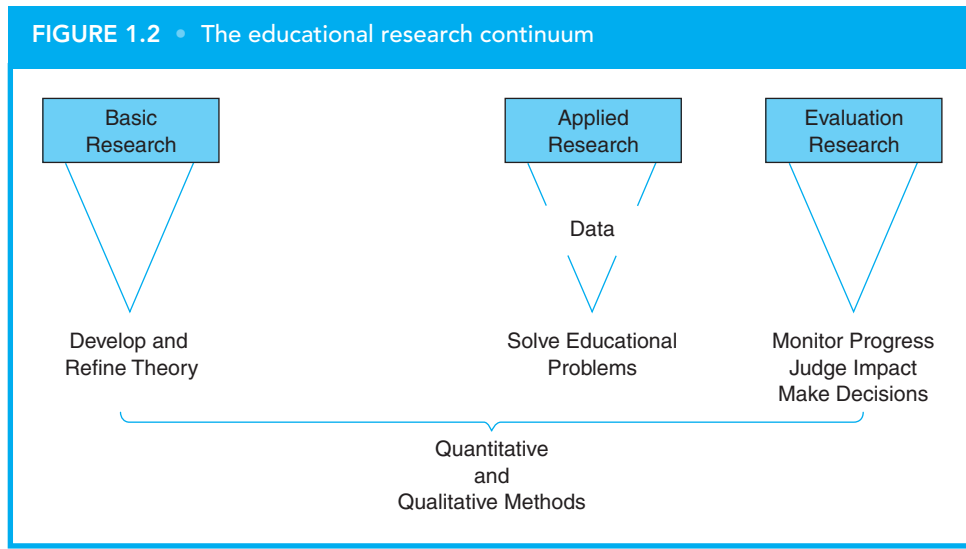 FIGURE 1.2 • The educational research continuum
Basic
Research
Applied
Research
Evaluation
Research
Data
Develop and
Refine Theory
Solve Educational
Problems
Monitor Progress
Judge Impact
Make Decisions
Quantitative
and
Qualitative Methods